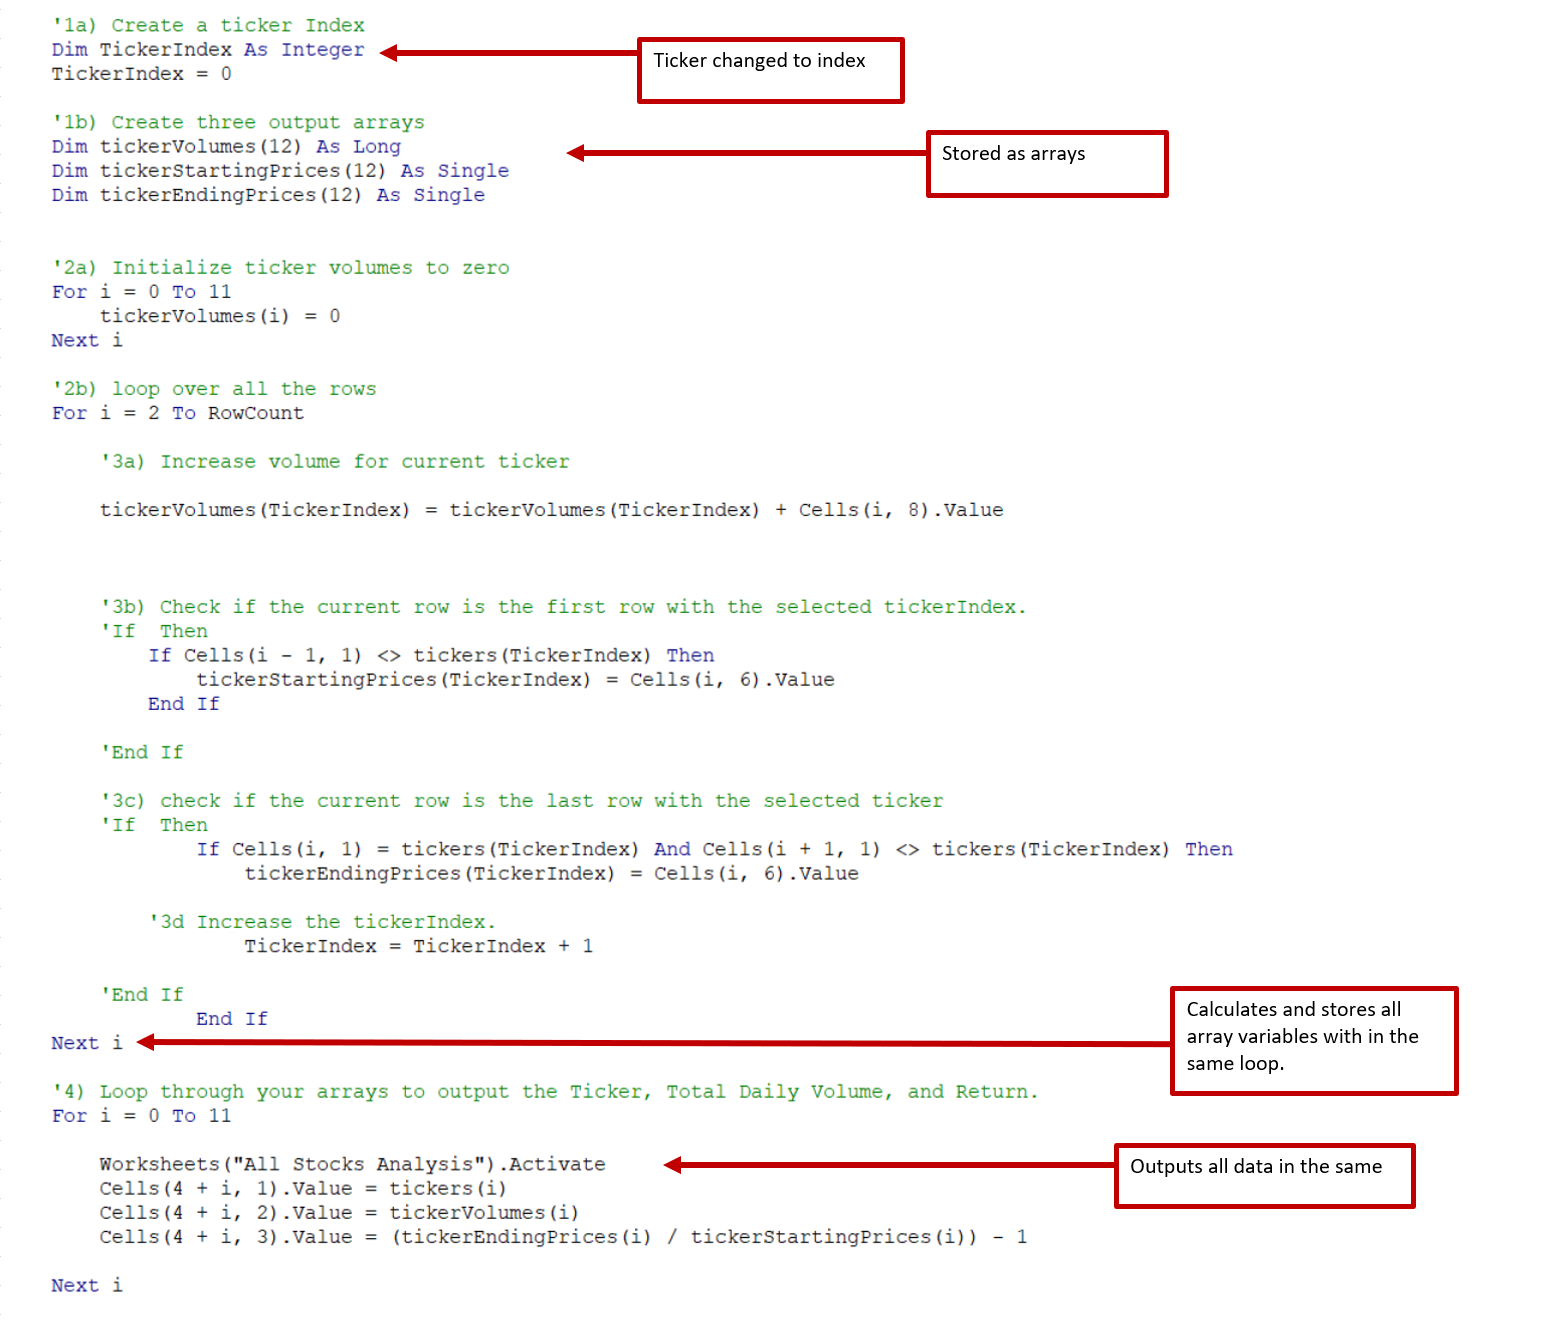 '1a) Create a ticker Index
Dim TickerIndex As Integer
Ticker changed to index
TickerIndex = 0
'1b) Create three output arrays
Dim tickerVolumes(12) As Long
Stored as arrays
Dim tickerStartingPrices(12) As Single
Dim tickerEndingPrices(12) As Single
'2a) Initialize ticker volumes to zero
For i = 0 To 11
    tickerVolumes(i) = 0
Next i
'2b) loop over all the rows
For i = 2 To RowCount
    '3a) Increase volume for current ticker
    tickerVolumes(TickerIndex) = tickerVolumes(TickerIndex) + Cells(i, 8).Value
    '3b) Check if the current row is the first row with the selected tickerIndex.
    'If  Then
        If Cells(i - 1, 1) <> tickers(TickerIndex) Then
            tickerStartingPrices(TickerIndex) = Cells(i, 6).Value
        End If
    'End If
    '3c) check if the current row is the last row with the selected ticker
    'If  Then
            If Cells(i, 1) = tickers(TickerIndex) And Cells(i + 1, 1) <> tickers(TickerIndex) Then
                tickerEndingPrices(TickerIndex) = Cells(i, 6).Value
        '3d Increase the tickerIndex.
                TickerIndex = TickerIndex + 1
    'End If
            End If
Next i
Calculates and stores all
array variables with in the
same loop.
'4) Loop through your arrays to output the Ticker, Total Daily Volume, and Return.
For i = 0 To 11
    Worksheets("All Stocks Analysis").Activate
Outputs all data in the same
    Cells(4 + i, 1).Value = tickers(i)
    Cells(4 + i, 2).Value = tickerVolumes(i)
    Cells(4 + i, 3).Value = (tickerEndingPrices(i) / tickerStartingPrices(i)) - 1
Next i